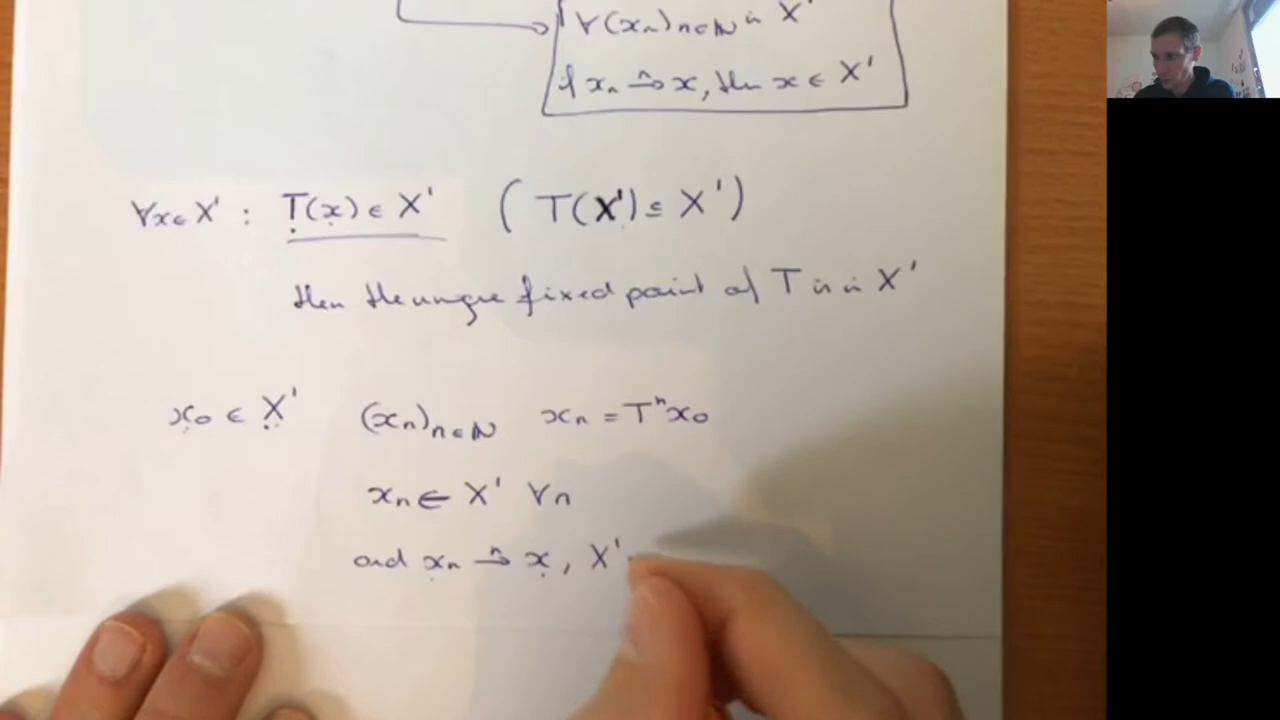 ∀(xₙ)ₙ∈ℕ in X'
if xₙ →ⁿ x, then x ∈ X'
∀x∈X' : T(x) ∈ X' ( T(X') ⊆ X' )
then the unique fixed point of T is in X'
x₀ ∈ X' (xₙ)ₙ∈ℕ xₙ = Tⁿx₀
xₙ ∈ X' ∀n
and xₙ →ⁿ x, X'